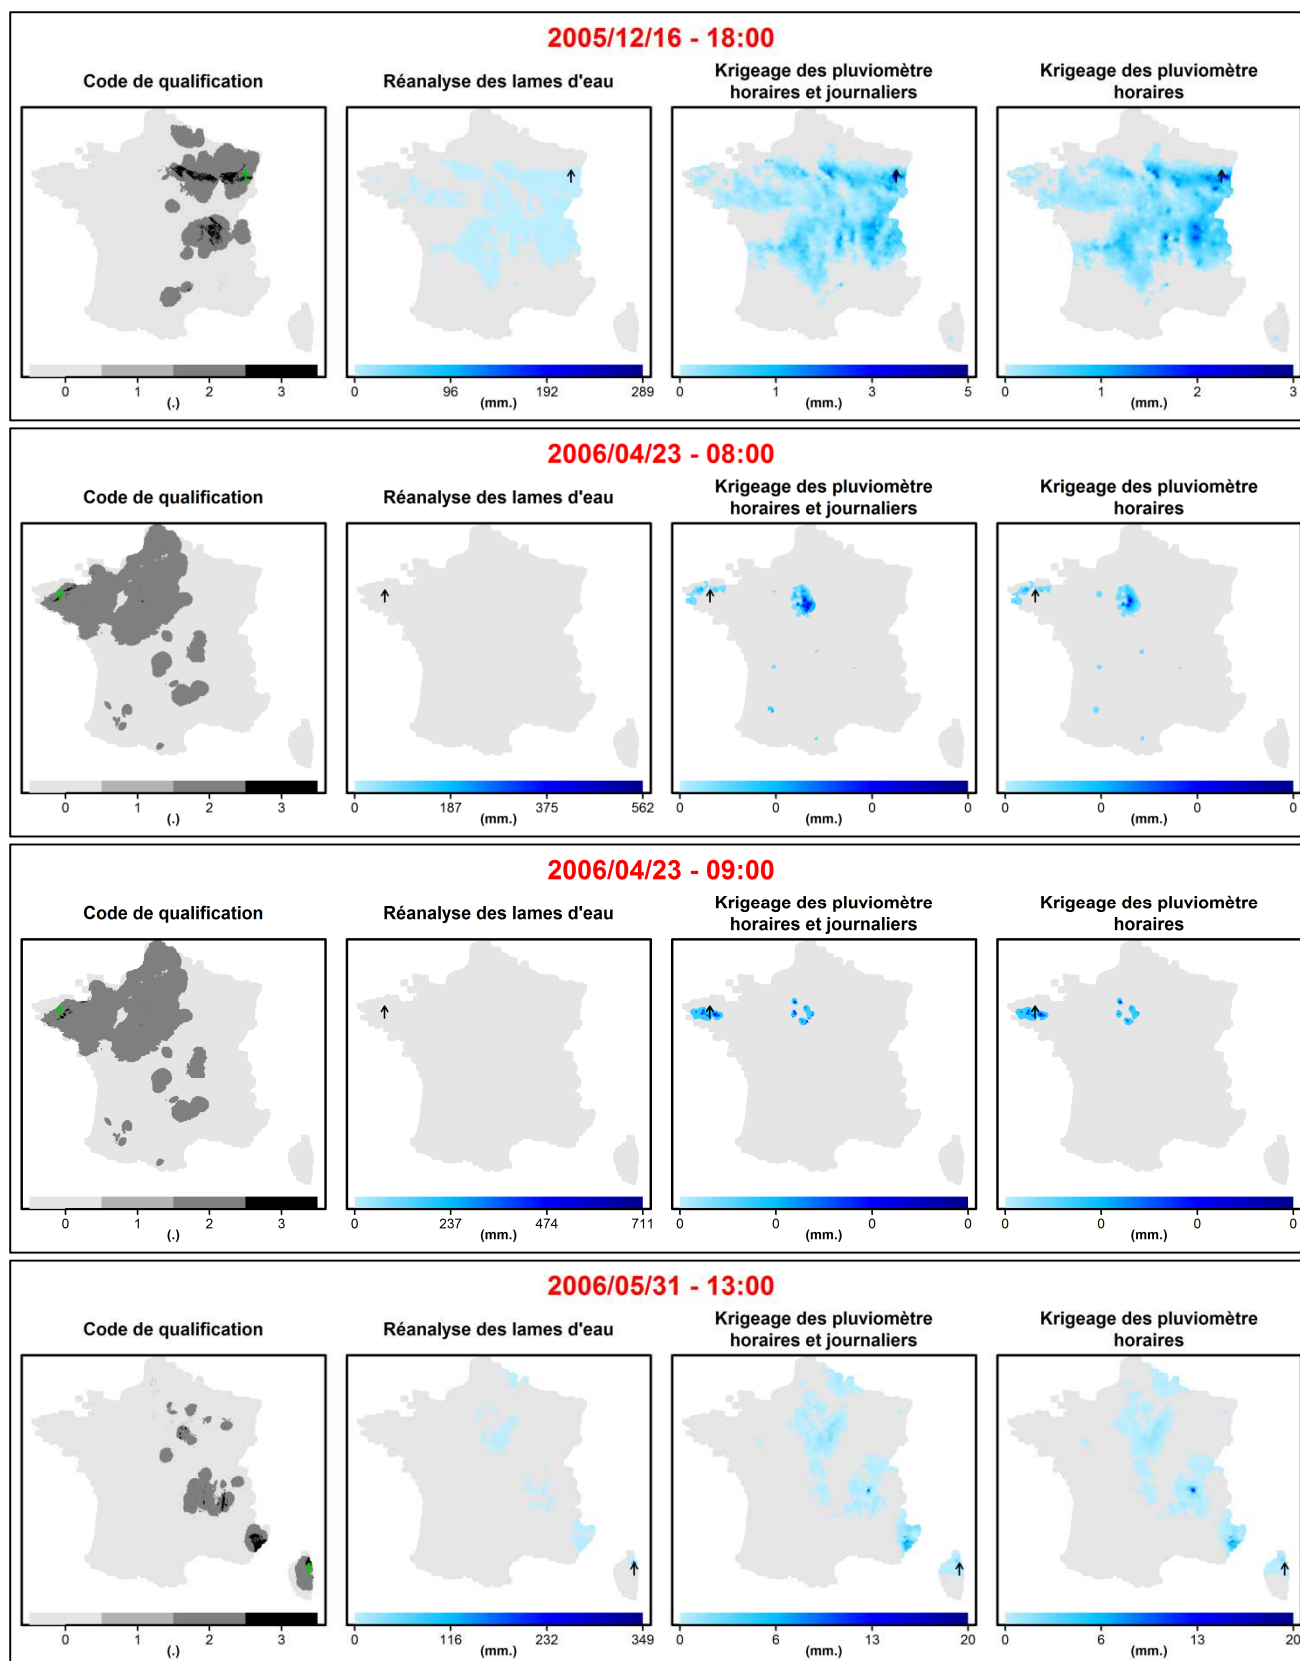 2005/12/16 - 18:00
Code de qualification
Réanalyse des lames d'eau
Krigeage des pluviomètre
horaires et journaliers
Krigeage des pluviomètre
horaires
0 1 2 3
(.)
0 96 192 289
(mm.)
0 1 3 5
(mm.)
0 1 2 3
(mm.)
2006/04/23 - 08:00
Code de qualification
Réanalyse des lames d'eau
Krigeage des pluviomètre
horaires et journaliers
Krigeage des pluviomètre
horaires
0 1 2 3
(.)
0 187 375 562
(mm.)
0 0 0 0
(mm.)
0 0 0 0
(mm.)
2006/04/23 - 09:00
Code de qualification
Réanalyse des lames d'eau
Krigeage des pluviomètre
horaires et journaliers
Krigeage des pluviomètre
horaires
0 1 2 3
(.)
0 237 474 711
(mm.)
0 0 0 0
(mm.)
0 0 0 0
(mm.)
2006/05/31 - 13:00
Code de qualification
Réanalyse des lames d'eau
Krigeage des pluviomètre
horaires et journaliers
Krigeage des pluviomètre
horaires
0 1 2 3
(.)
0 116 232 349
(mm.)
0 6 13 20
(mm.)
0 6 13 20
(mm.)